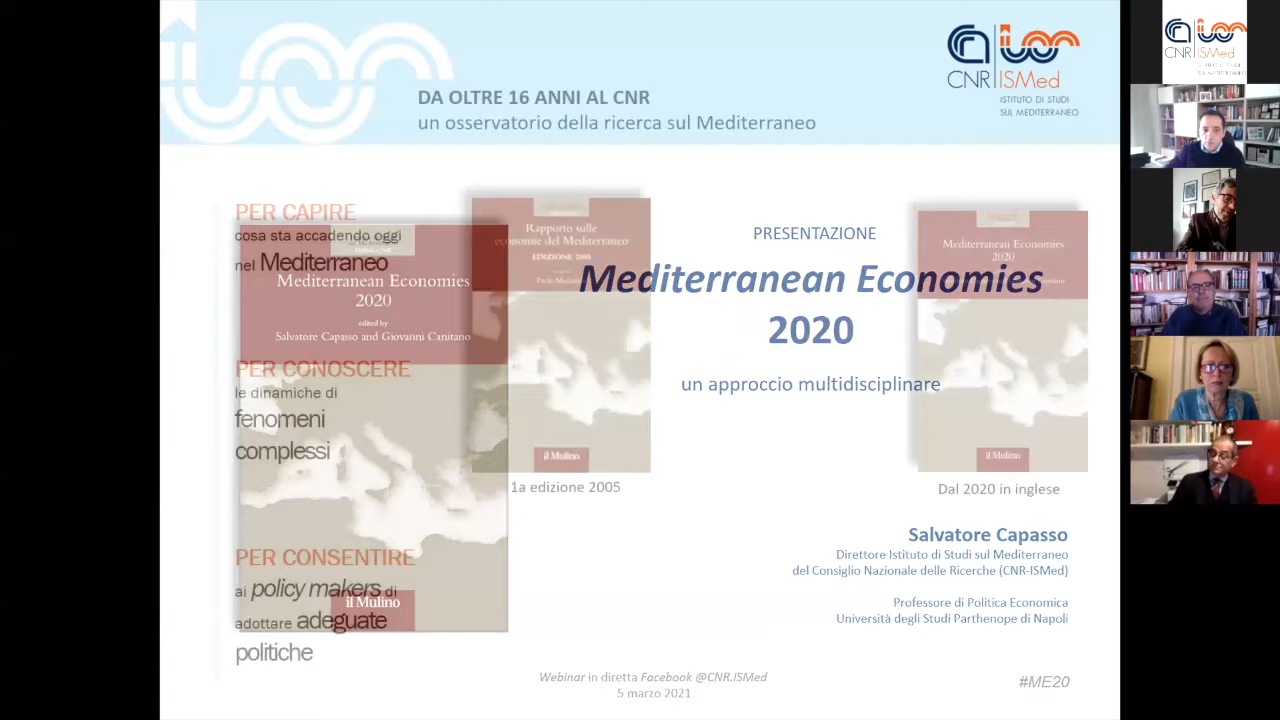 DA OLTRE 16 ANNI AL CNR
un osservatorio della ricerca sul Mediterraneo
CNR ISMed
ISTITUTO DI STUDI
SUL MEDITERRANEO
PER CAPIRE
cosa sta accadendo oggi
nel Mediterraneo
Mediterranean Economies
2020
edited by
Salvatore Capasso and Giovanni Canitano
PER CONOSCERE
le dinamiche di
fenomeni
complessi
PER CONSENTIRE
ai policy makers di
il Mulino
adottare adeguate
politiche
Rapporto sulle
economie del Mediterraneo
EDIZIONE 2005
il Mulino
1a edizione 2005
PRESENTAZIONE
Mediterranean Economies
2020
un approccio multidisciplinare
Mediterranean Economies
2020
il Mulino
Dal 2020 in inglese
Salvatore Capasso
Direttore Istituto di Studi sul Mediterraneo
del Consiglio Nazionale delle Ricerche (CNR-ISMed)
Professore di Politica Economica
Università degli Studi Parthenope di Napoli
Webinar in diretta Facebook @CNR.ISMed
5 marzo 2021
#ME20
CNR ISMed